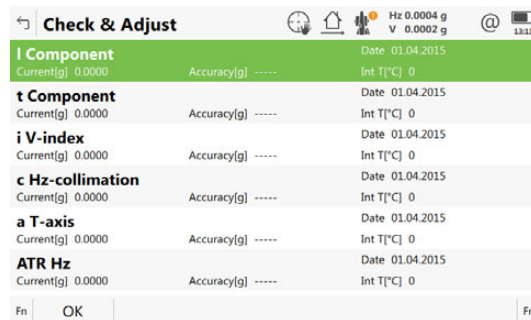 Check & Adjust Hz 0.0004 g
V 0.0002 g @
l Component Date 01.04.2015
Current[g] 0.0000 Accuracy[g] ----- Int T[°C] 0
t Component Date 01.04.2015
Current[g] 0.0000 Accuracy[g] ----- Int T[°C] 0
i V-index Date 01.04.2015
Current[g] 0.0000 Accuracy[g] ----- Int T[°C] 0
c Hz-collimation Date 01.04.2015
Current[g] 0.0000 Accuracy[g] ----- Int T[°C] 0
a T-axis Date 01.04.2015
Current[g] 0.0000 Accuracy[g] ----- Int T[°C] 0
ATR Hz Date 01.04.2015
Current[g] 0.0000 Accuracy[g] ----- Int T[°C] 0
Fn OK